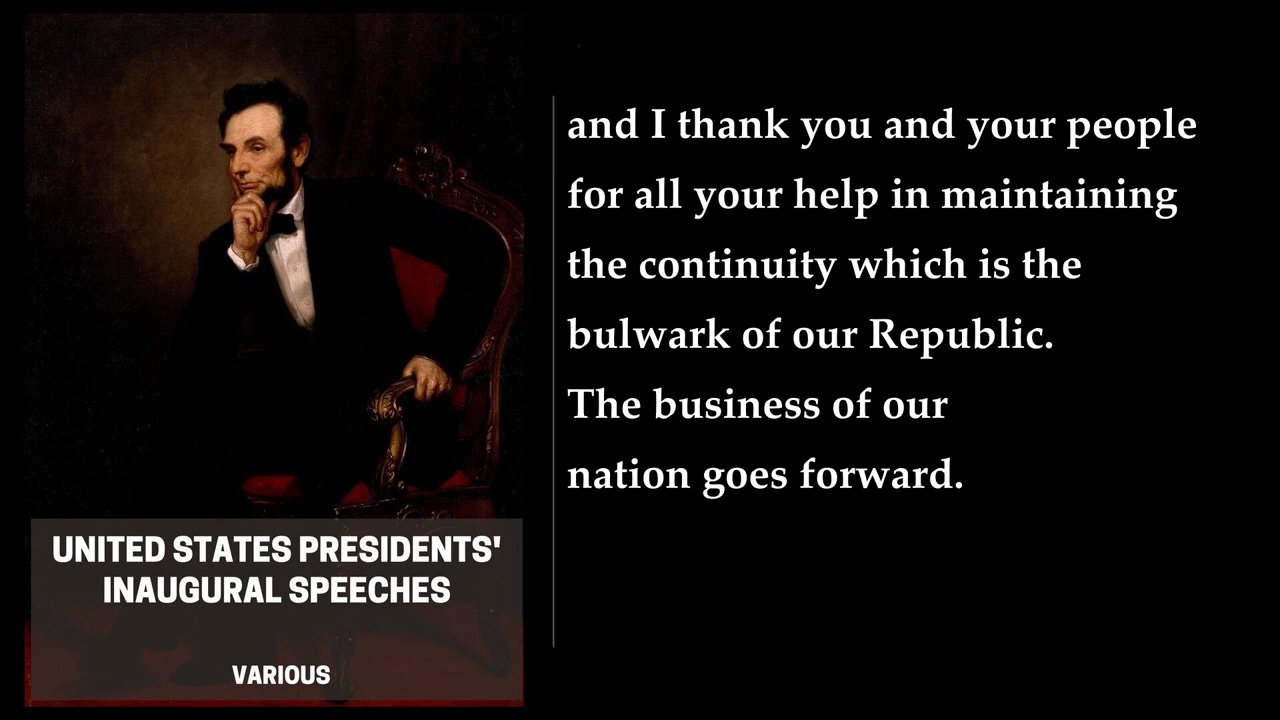 and I thank you and your people
for all your help in maintaining
the continuity which is the
bulwark of our Republic.
The business of our
nation goes forward.
UNITED STATES PRESIDENTS'
INAUGURAL SPEECHES
VARIOUS